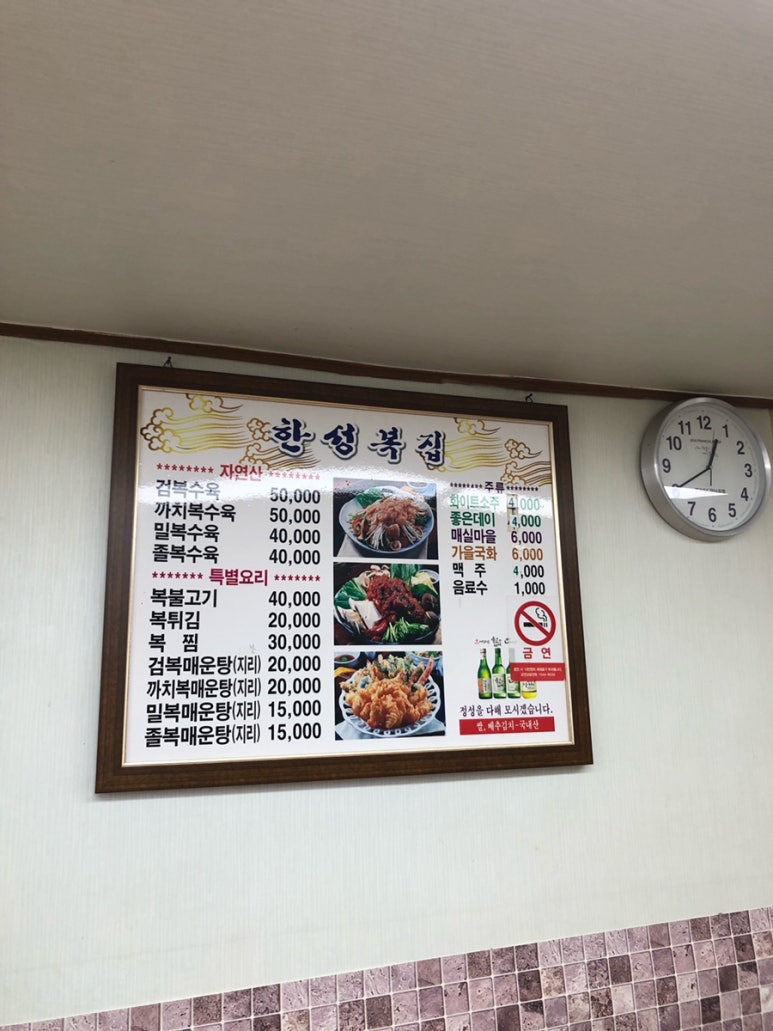 한성복집
******** 자연산 ********
검복수육 50,000
까치복수육 50,000
밀복수육 40,000
졸복수육 40,000
******* 특별요리 *******
복불고기 40,000
복튀김 20,000
복 찜 30,000
검복매운탕(지리) 20,000
까치복매운탕(지리) 20,000
밀복매운탕(지리) 15,000
졸복매운탕(지리) 15,000
******** 주류 ********
화이트소주 4,000
좋은데이 4,000
매실마을 6,000
가을국화 6,000
맥 주 4,000
음료수 1,000
금 연
정성을 다해 모시겠습니다.
쌀, 배추김치-국내산
12
1
2
3
4
5
6
7
8
9
10
11